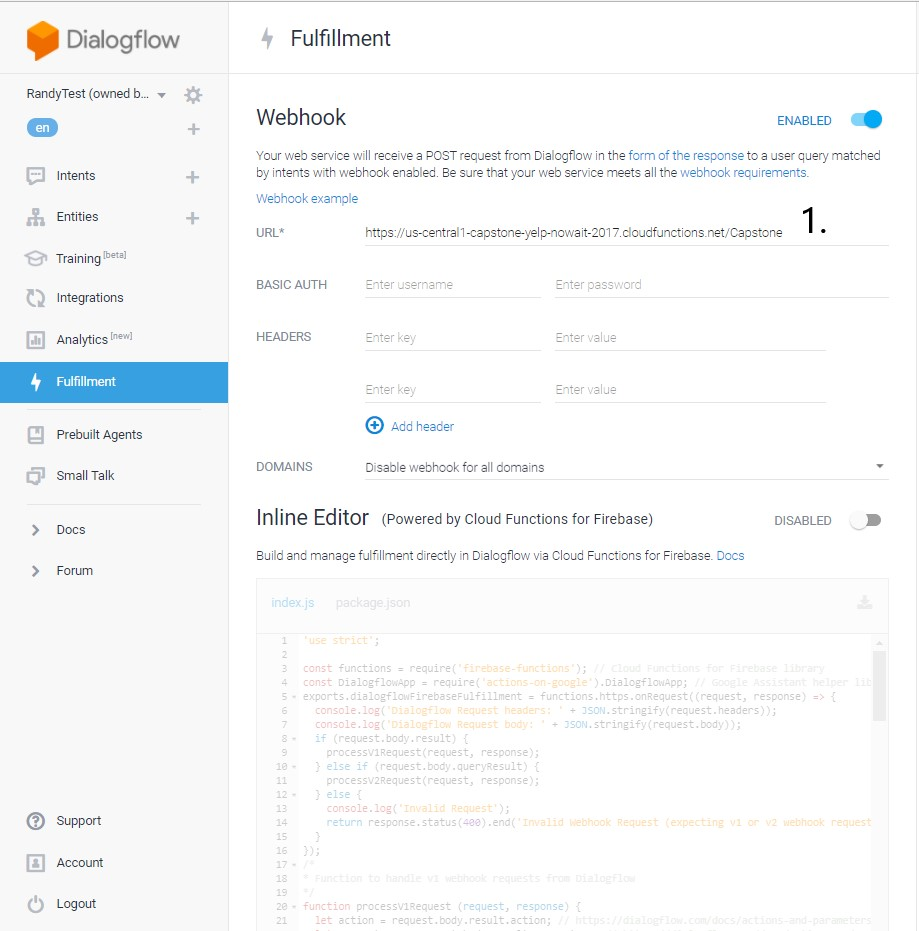 Dialogflow
RandyTest (owned b...
en
Intents
Entities
Training [beta]
Integrations
Analytics [new]
Fulfillment
Prebuilt Agents
Small Talk
Docs
Forum
Support
Account
Logout
Fulfillment
Webhook
ENABLED
Your web service will receive a POST request from Dialogflow in the form of the response to a user query matched
by intents with webhook enabled. Be sure that your web service meets all the webhook requirements.
Webhook example
URL* https://us-central1-capstone-yelp-nowait-2017.cloudfunctions.net/Capstone 1.
BASIC AUTH Enter username Enter password
HEADERS Enter key Enter value
Enter key Enter value
Add header
DOMAINS Disable webhook for all domains
Inline Editor (Powered by Cloud Functions for Firebase) DISABLED
Build and manage fulfillment directly in Dialogflow via Cloud Functions for Firebase. Docs
index.js package.json
1 'use strict';
2
3 const functions = require('firebase-functions'); // Cloud Functions for Firebase library
4 const DialogflowApp = require('actions-on-google').DialogflowApp; // Google Assistant helper lib
5 exports.dialogflowFirebaseFulfillment = functions.https.onRequest((request, response) => {
6 console.log('Dialogflow Request headers: ' + JSON.stringify(request.headers));
7 console.log('Dialogflow Request body: ' + JSON.stringify(request.body));
8 if (request.body.result) {
9 processV1Request(request, response);
10 } else if (request.body.queryResult) {
11 processV2Request(request, response);
12 } else {
13 console.log('Invalid Request');
14 return response.status(400).end('Invalid Webhook Request (expecting v1 or v2 webhook request
15 }
16 });
17 /*
18 * Function to handle v1 webhook requests from Dialogflow
19 */
20 function processV1Request (request, response) {
21 let action = request.body.result.action; // https://dialogflow.com/docs/actions-and-parameters